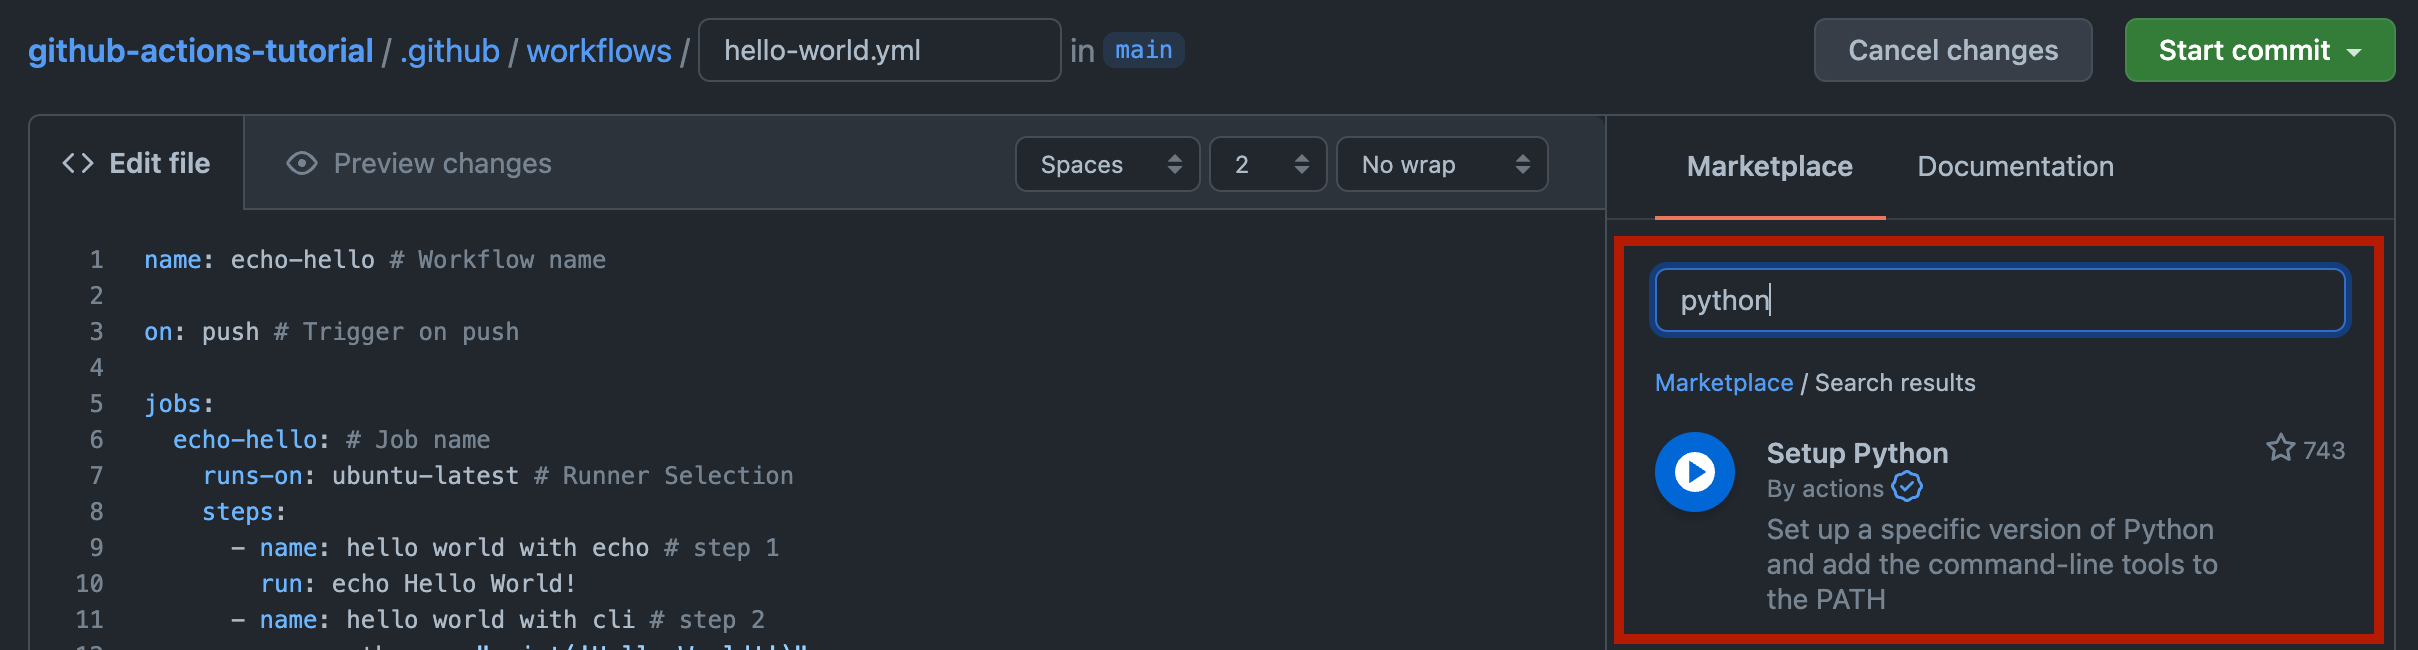 github-actions-tutorial / .github / workflows / hello-world.yml in main
Cancel changes
Start commit
Edit file
Preview changes
Spaces
2
No wrap
1 name: echo-hello # Workflow name
2
3 on: push # Trigger on push
4
5 jobs:
6 echo-hello: # Job name
7 runs-on: ubuntu-latest # Runner Selection
8 steps:
9 - name: hello world with echo # step 1
10 run: echo Hello World!
11 - name: hello world with cli # step 2
Marketplace
Documentation
python
Marketplace / Search results
Setup Python
743
By actions
Set up a specific version of Python
and add the command-line tools to
the PATH